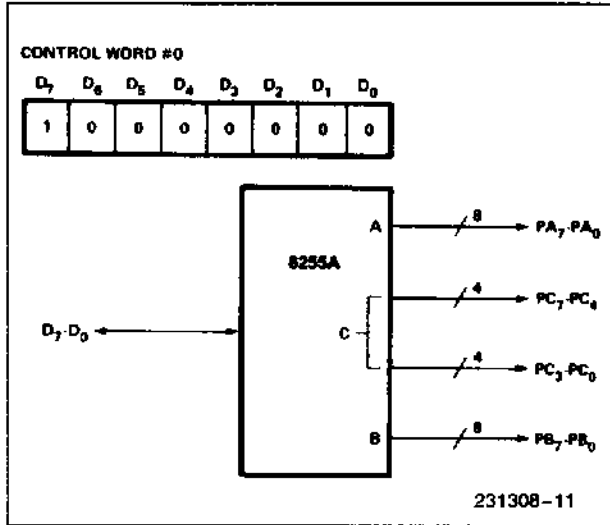 CONTROL WORD #0
D7 D6 D5 D4 D3 D2 D1 D0
1 0 0 0 0 0 0 0
A 8 PA7-PA0
8255A
4 PC7-PC4
D7-D0 C
4 PC3-PC0
B 8 PB7-PB0
231308-11